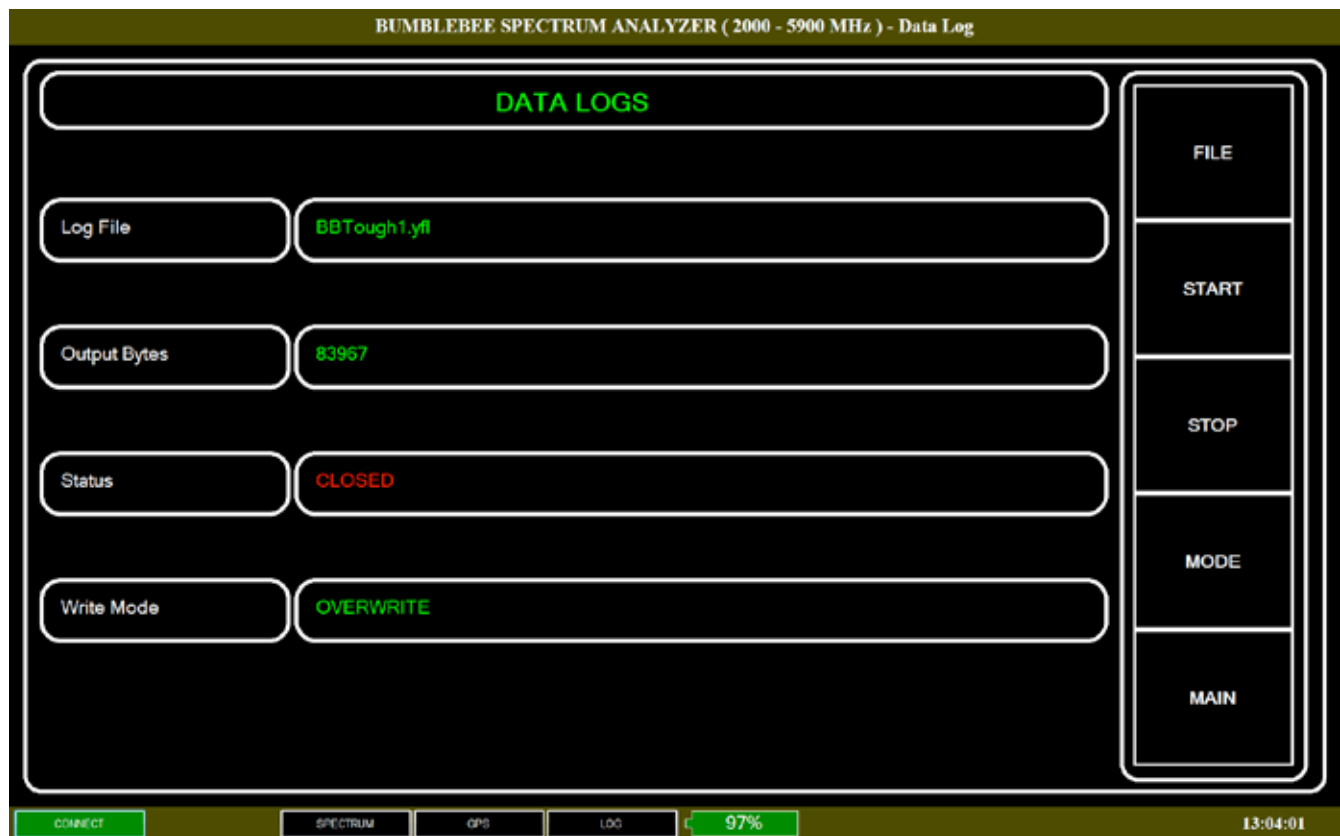 BUMBLEBEE SPECTRUM ANALYZER ( 2000 - 5900 MHz ) - Data Log
DATA LOGS
FILE
Log File BBTough1.yfl
START
Output Bytes 83967
STOP
Status CLOSED
MODE
Write Mode OVERWRITE
MAIN
CONNECT SPECTRUM GPS LOG 97% 13:04:01